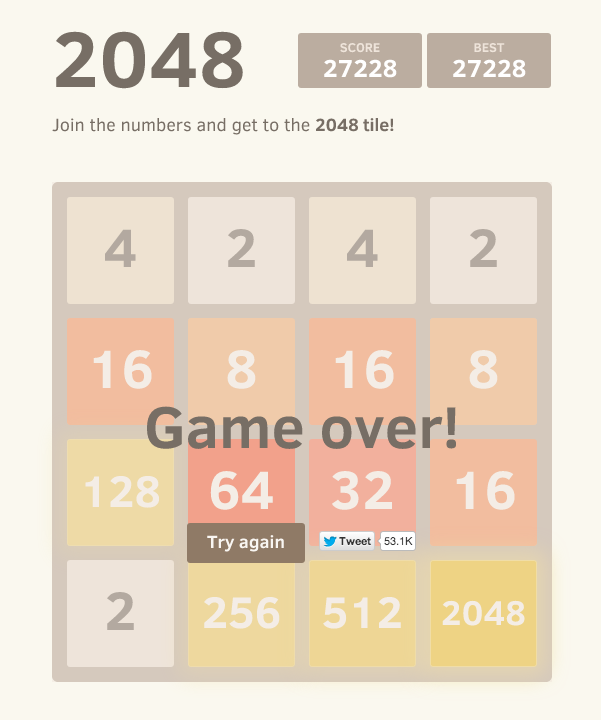 2048
SCORE BEST
27228 27228
Join the numbers and get to the 2048 tile!
4 2 4 2
16 8 16 8
Game over!
128 64 32 16
Try again Tweet 53.1K
2 256 512 2048